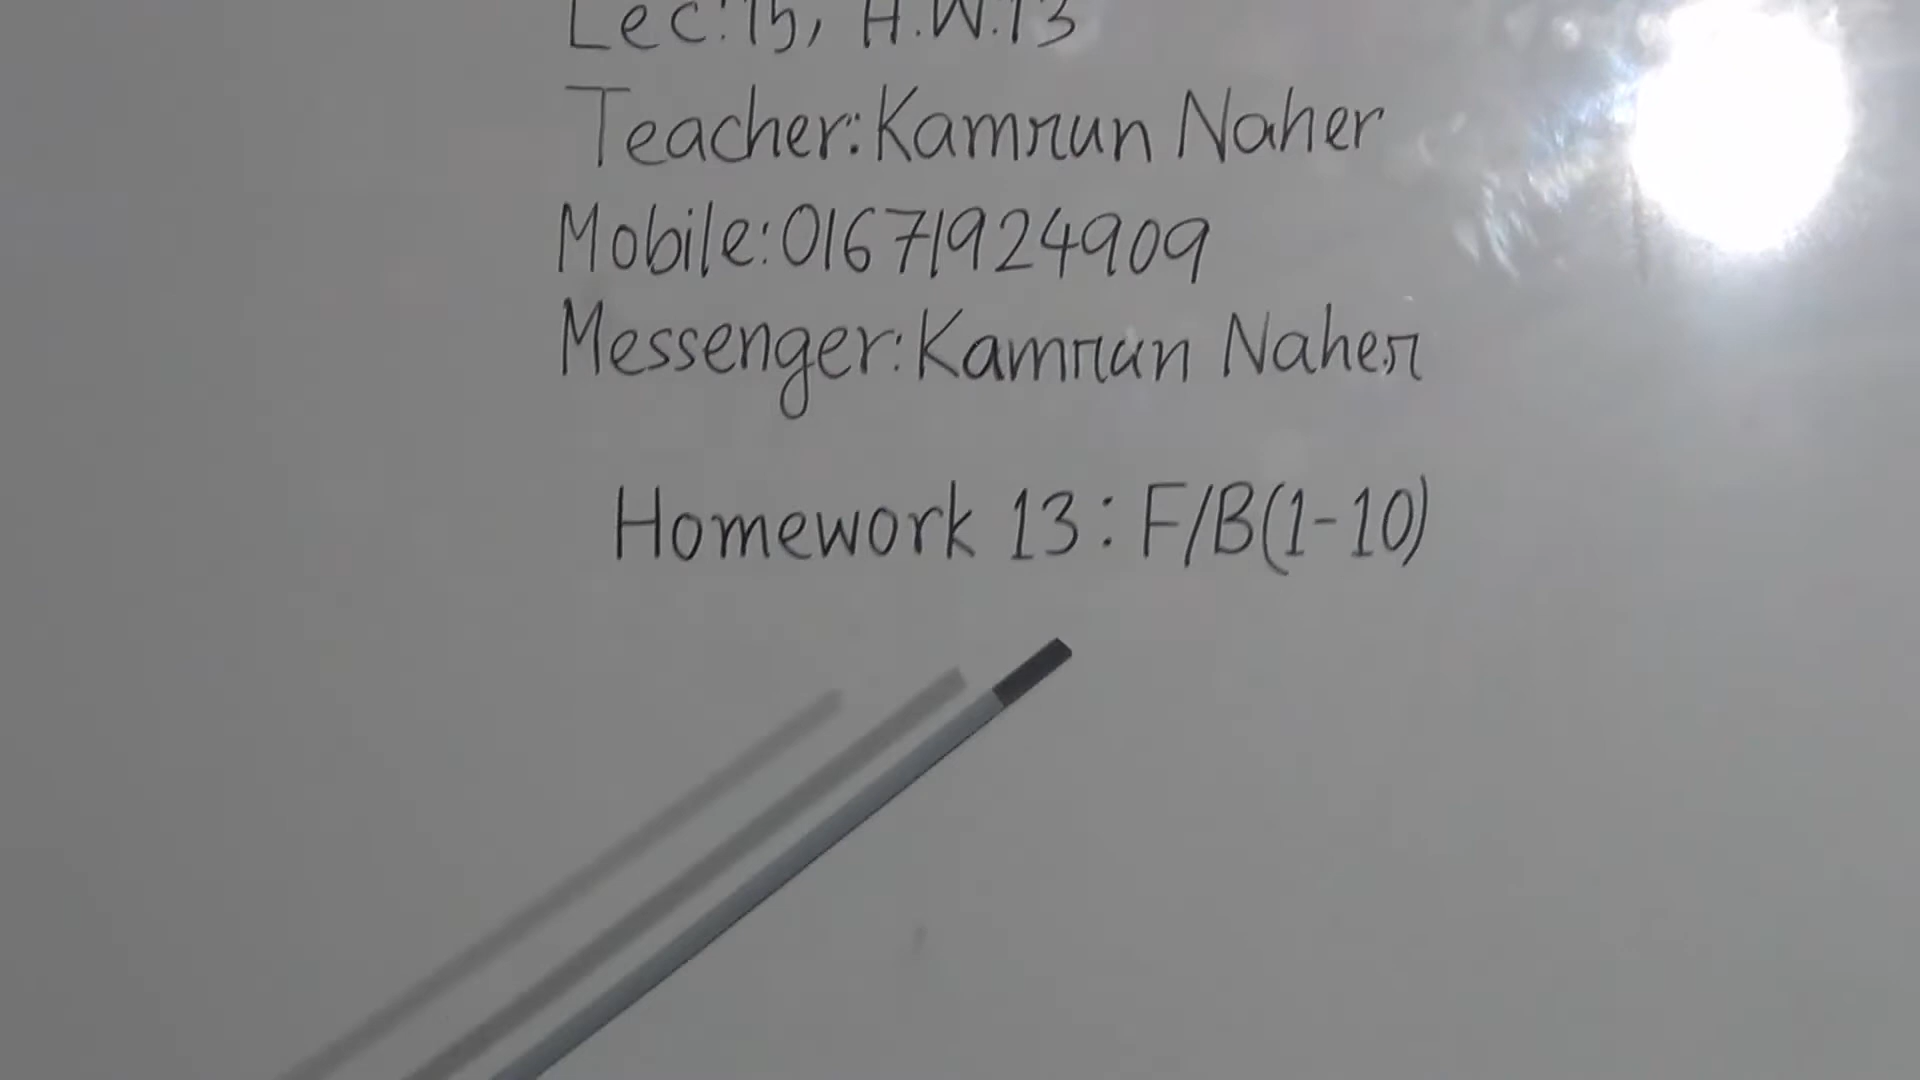 Lec:15, H.W.13
Teacher:Kamrun Naher
Mobile:01671924909
Messenger:Kamrun Naher
Homework 13: F/B(1-10)